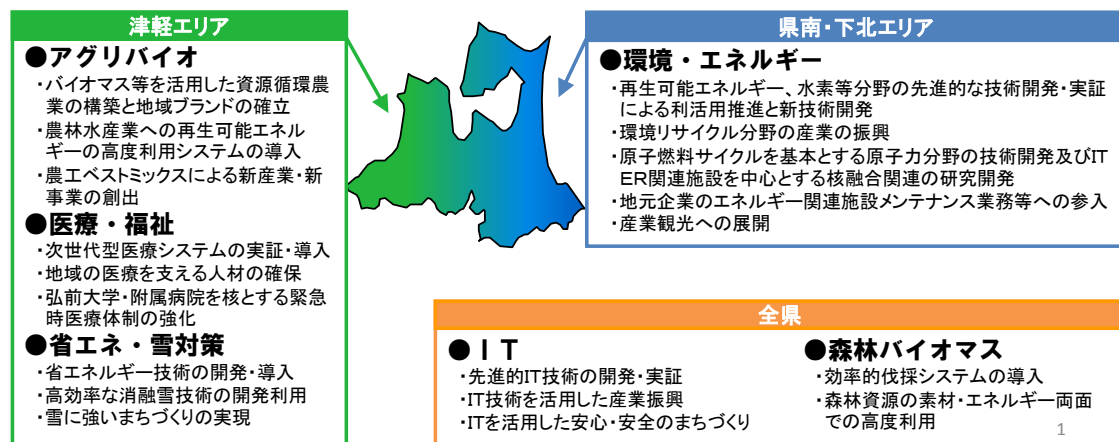 津軽エリア
●アグリバイオ
・バイオマス等を活用した資源循環農
業の構築と地域ブランドの確立
・農林水産業への再生可能エネル
ギーの高度利用システムの導入
・農工ベストミックスによる新産業・新
事業の創出
●医療・福祉
・次世代型医療システムの実証・導入
・地域の医療を支える人材の確保
・弘前大学・附属病院を核とする緊急
時医療体制の強化
●省エネ・雪対策
・省エネルギー技術の開発・導入
・高効率な消融雪技術の開発利用
・雪に強いまちづくりの実現
県南・下北エリア
●環境・エネルギー
・再生可能エネルギー、水素等分野の先進的な技術開発・実証
による利活用推進と新技術開発
・環境リサイクル分野の産業の振興
・原子燃料サイクルを基本とする原子力分野の技術開発及びIT
ER関連施設を中心とする核融合関連の研究開発
・地元企業のエネルギー関連施設メンテナンス業務等への参入
・産業観光への展開
全県
●IT
・先進的IT技術の開発・実証
・IT技術を活用した産業振興
・ITを活用した安心・安全のまちづくり
●森林バイオマス
・効率的伐採システムの導入
・森林資源の素材・エネルギー両面
での高度利用
1